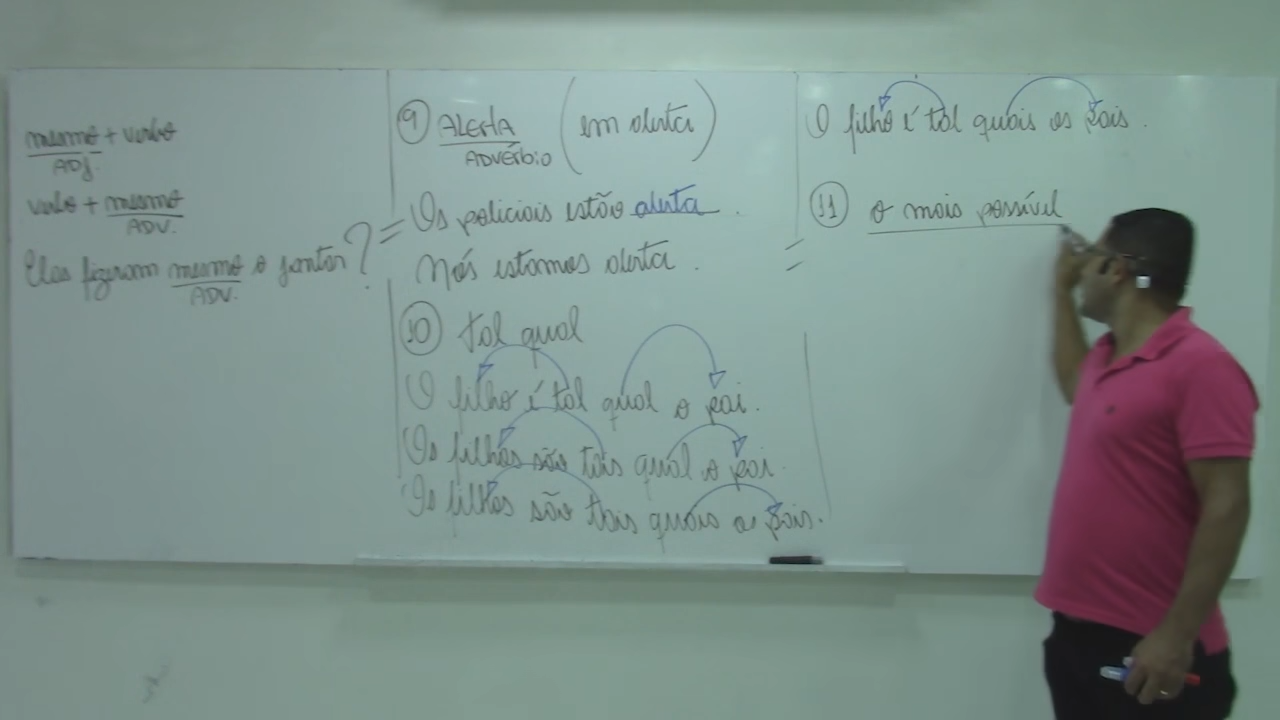 mesmo + verbo
ADJ.
verbo + mesmo
ADV.
Elas fizeram mesmo o jantar?
ADV.
9 ALERTA (em alerta)
ADVÉRBIO
= Os policiais estão alerta.
Nós estamos alerta. =
10 tal qual
O filho é tal qual o pai.
Os filhos são tais qual o pai.
Os filhos são tais quais os pais.
O filho é tal quais os pais.
11 o mais possível